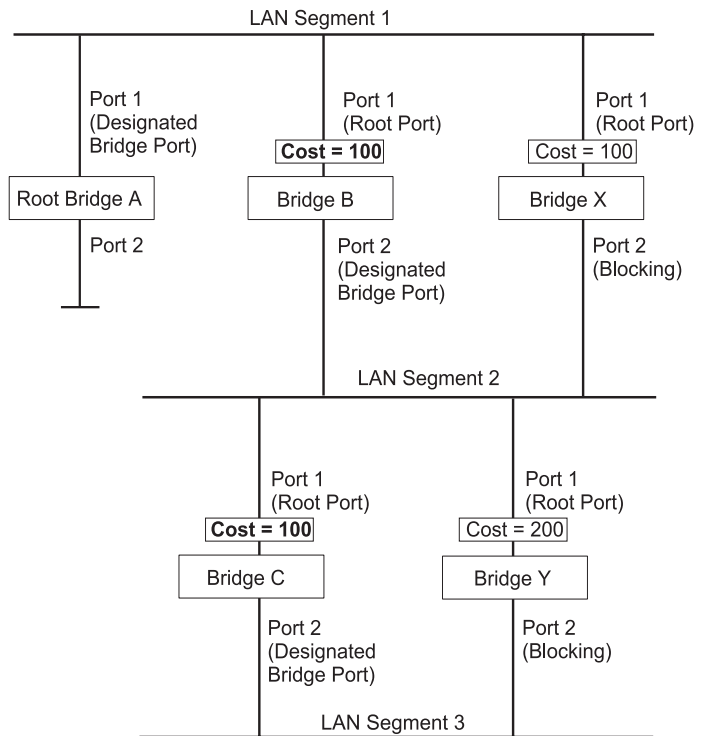 LAN Segment 1
Port 1
(Designated
Bridge Port)
Port 1
(Root Port)
Port 1
(Root Port)
Cost = 100
Cost = 100
Root Bridge A
Bridge B
Bridge X
Port 2
Port 2
(Designated
Bridge Port)
Port 2
(Blocking)
LAN Segment 2
Port 1
(Root Port)
Port 1
(Root Port)
Cost = 100
Cost = 200
Bridge C
Bridge Y
Port 2
(Designated
Bridge Port)
Port 2
(Blocking)
LAN Segment 3